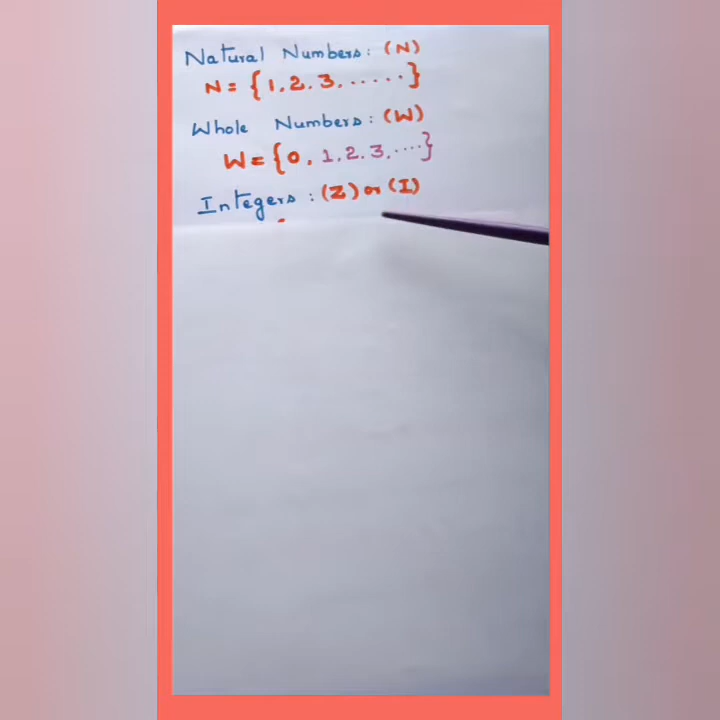 Natural Numbers: (N)
N = {1, 2, 3, ......}
Whole Numbers: (W)
W = {0, 1, 2, 3, ....}
Integers : (Z) or (I)